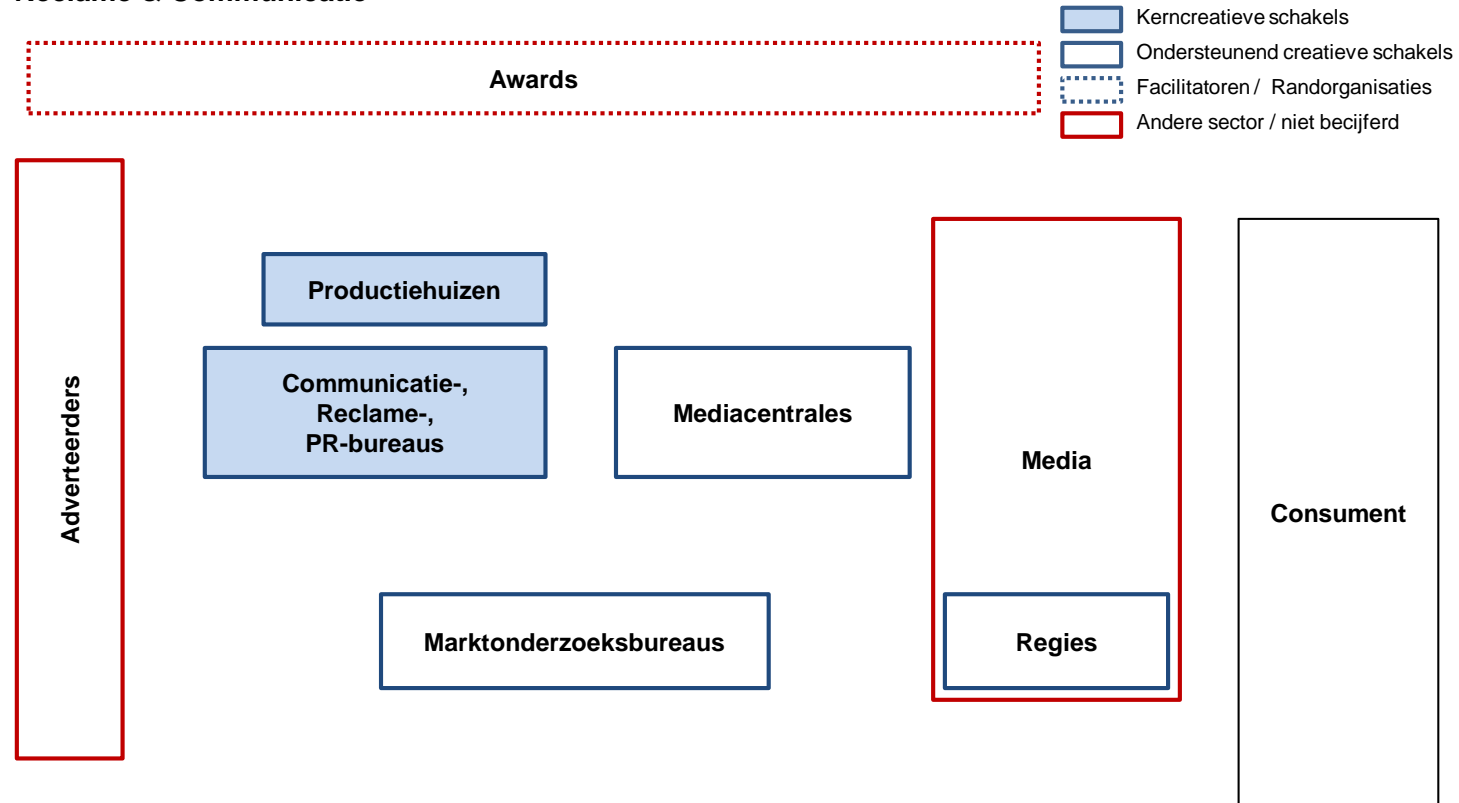 Kerncreatieve schakels
Ondersteunend creatieve schakels
Facilitatoren / Randorganisaties
Andere sector / niet becijferd
Awards
Adverteerders
Productiehuizen
Communicatie-,
Reclame-,
PR-bureaus
Mediacentrales
Media
Consument
Marktonderzoeksbureaus
Regies